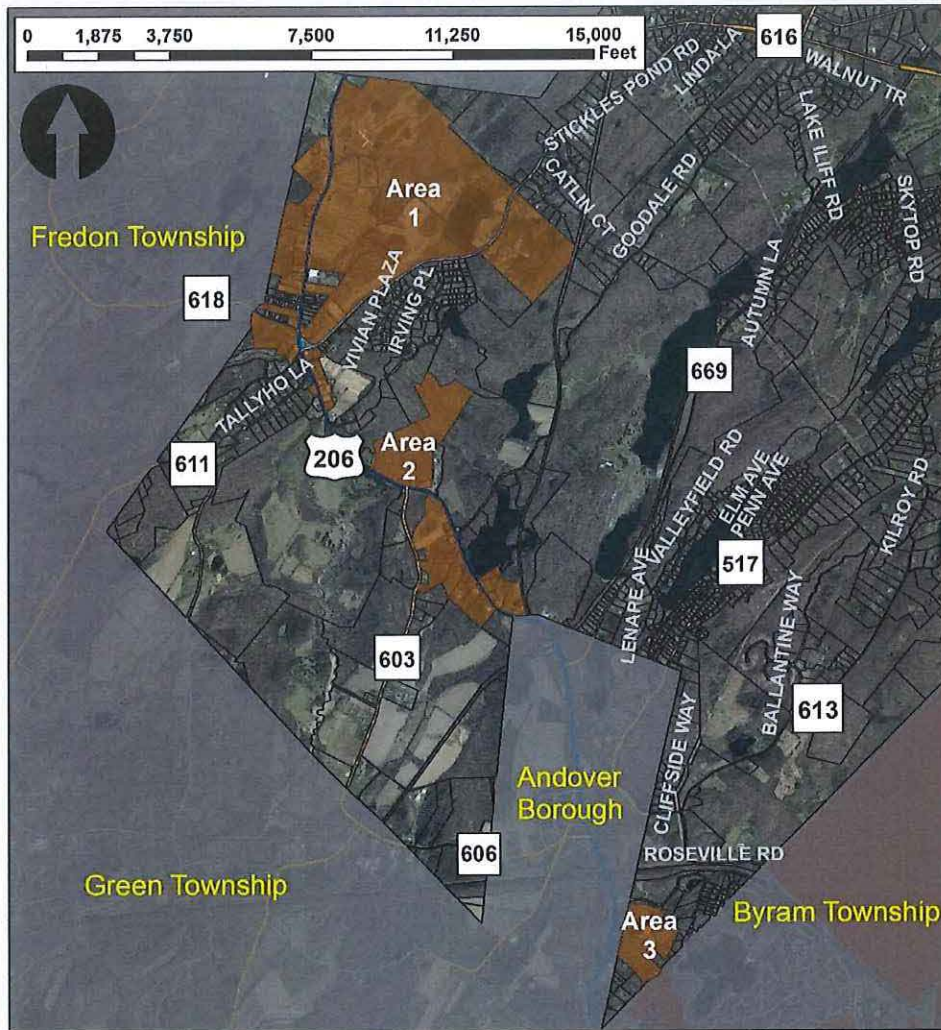 0 1,875 3,750 7,500 11,250 15,000
Feet
616
WALNUT TR
LINDA LA
STICKLES POND RD
LAKE ILIFF RD
CATLIN CT
GOODALE RD
SKYTOP RD
Area
1
Fredon Township
618
VIVIAN PLAZA
IRVING PL
AUTUMN LA
669
TALLYHO LA
206
Area
2
611
VALLEYFIELD RD
ELM AVE
PENN AVE
KILROY RD
517
LENAPE AVE
BALLANTINE WAY
603
613
CLIFFSIDE WAY
Andover
Borough
606
ROSEVILLE RD
Green Township
Area
3
Byram Township